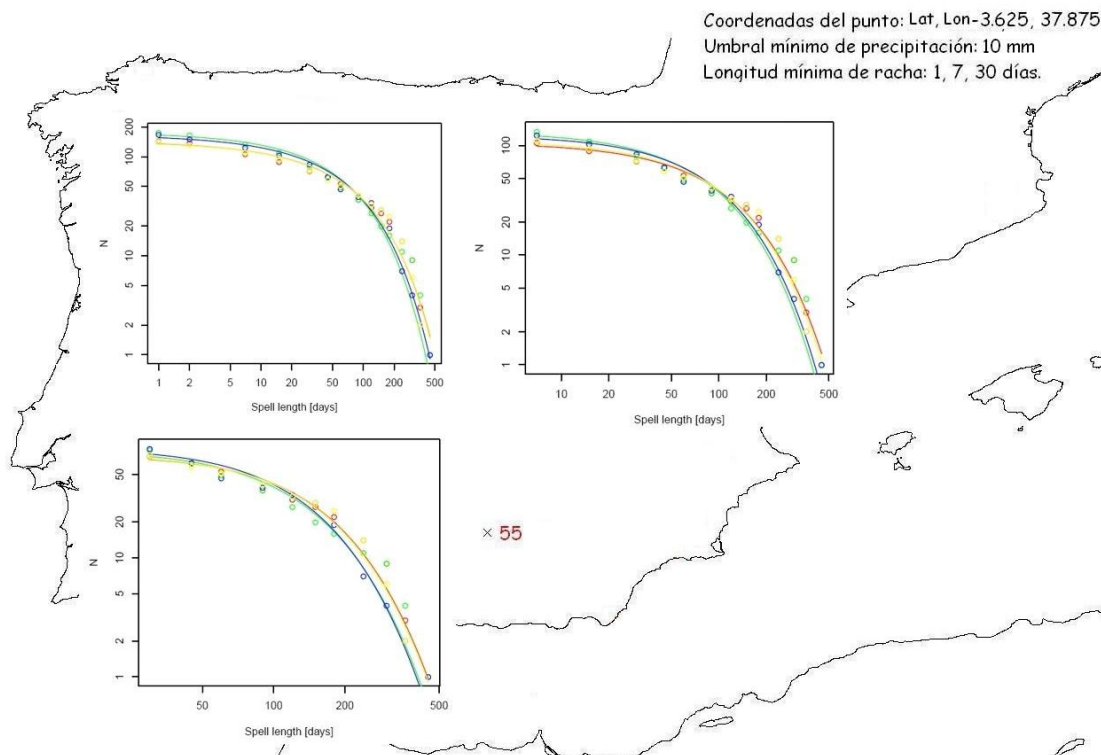 Coordenadas del punto: Lat, Lon-3.625, 37.875
Umbral mínimo de precipitación: 10 mm
Longitud mínima de racha: 1, 7, 30 días.
200
100
50
20
10
5
2
1
N
1 2 5 10 20 50 100 200 500
Spell length [days]
100
50
20
10
5
2
1
N
10 20 50 100 200 500
Spell length [days]
50
20
10
5
2
1
N
50 100 200 500
Spell length [days]
× 55